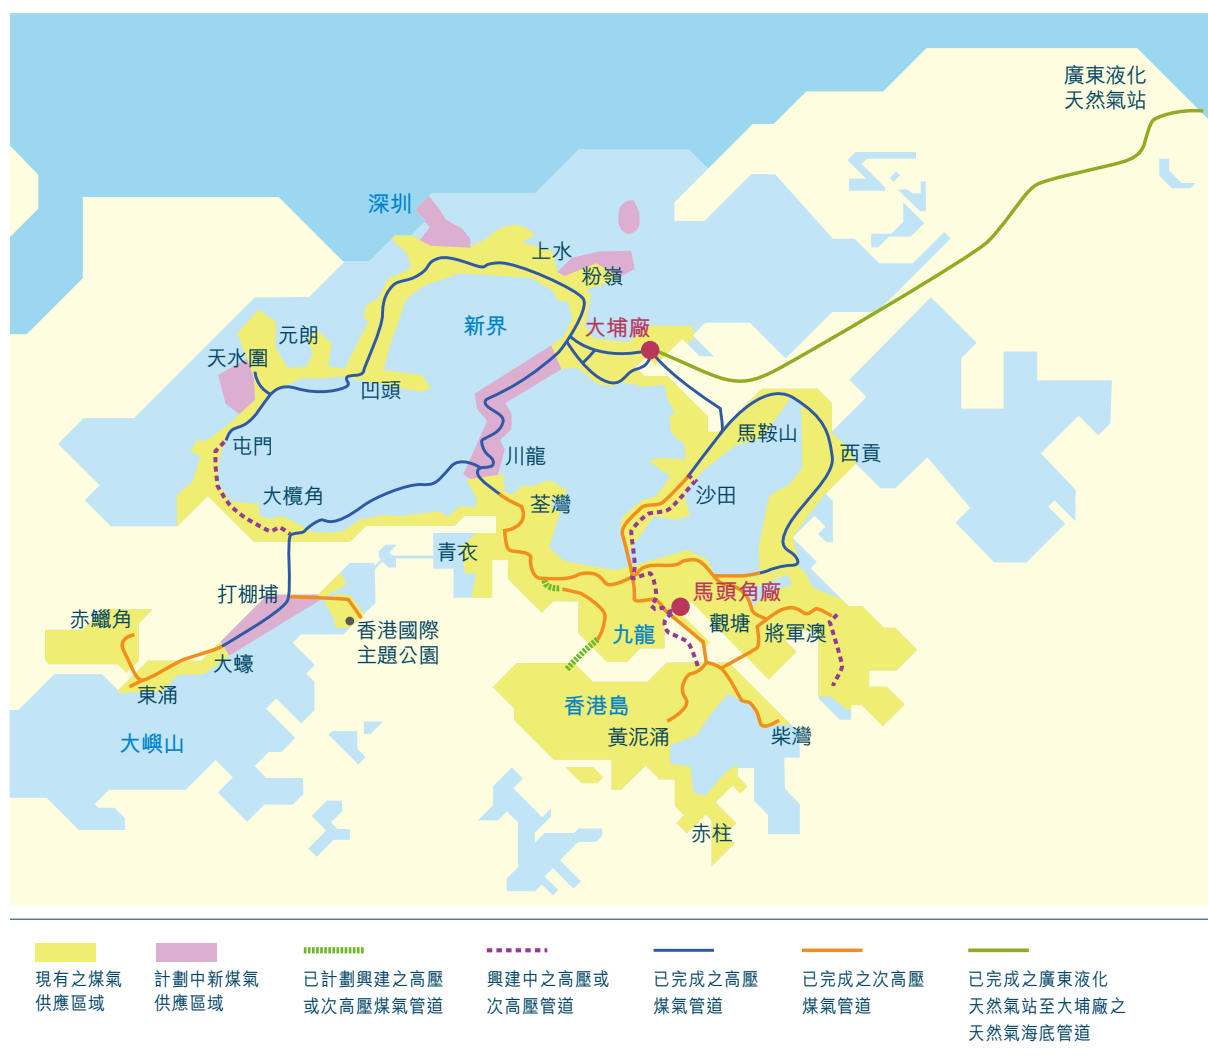 廣東液化
天然氣站
深圳
上水
粉嶺
新界
大埔廠
元朗
天水圍
凹頭
屯門
馬鞍山
西貢
川龍
大欖角
荃灣
沙田
青衣
打棚埔
赤鱲角
香港國際
主題公園
馬頭角廠
九龍
觀塘
將軍澳
大蠔
東涌
大嶼山
香港島
黃泥涌
柴灣
赤柱
現有之煤氣
供應區域
計劃中新煤氣
供應區域
已計劃興建之高壓
或次高壓煤氣管道
興建中之高壓或
次高壓管道
已完成之高壓
煤氣管道
已完成之次高壓
煤氣管道
已完成之廣東液化
天然氣站至大埔廠之
天然氣海底管道